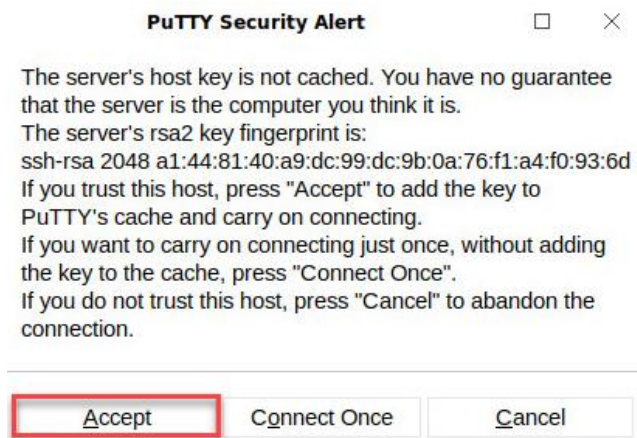 PuTTY Security Alert
The server's host key is not cached. You have no guarantee
that the server is the computer you think it is.
The server's rsa2 key fingerprint is:
ssh-rsa 2048 a1:44:81:40:a9:dc:99:dc:9b:0a:76:f1:a4:f0:93:6d
If you trust this host, press "Accept" to add the key to
PuTTY's cache and carry on connecting.
If you want to carry on connecting just once, without adding
the key to the cache, press "Connect Once".
If you do not trust this host, press "Cancel" to abandon the
connection.
Accept Connect Once Cancel